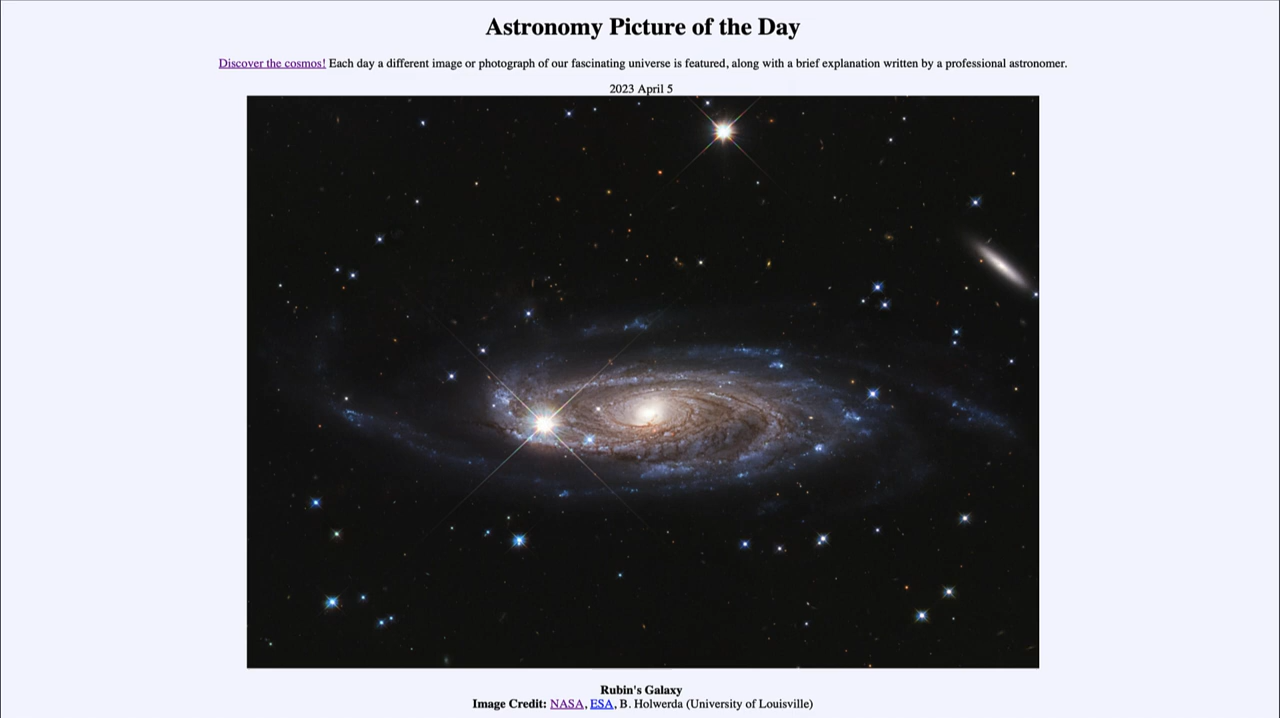 Astronomy Picture of the Day
Discover the cosmos! Each day a different image or photograph of our fascinating universe is featured, along with a brief explanation written by a professional astronomer.
2023 April 5
Rubin's Galaxy
Image Credit: NASA, ESA, B. Holwerda (University of Louisville)